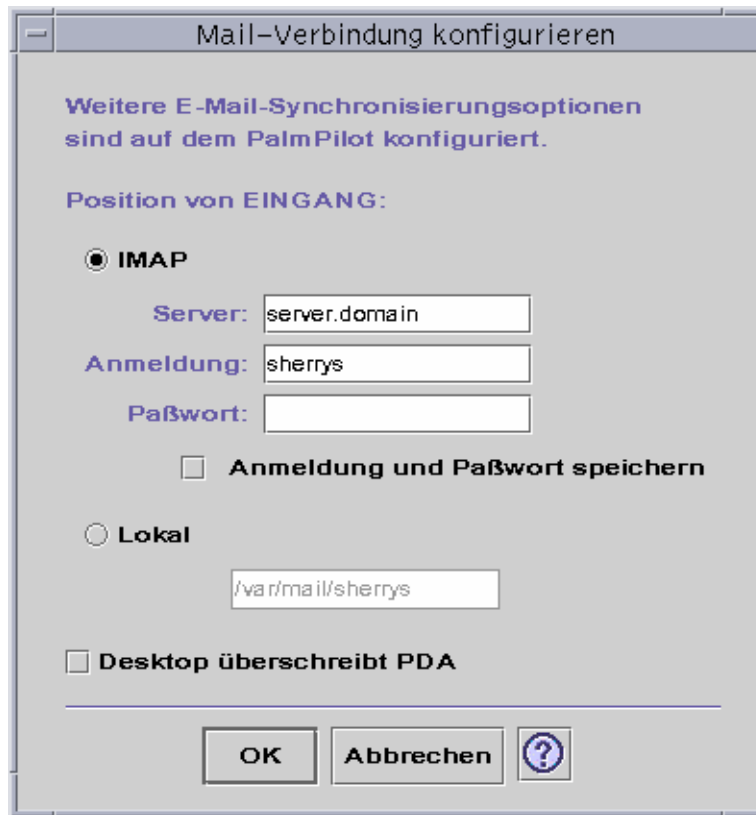 Mail-Verbindung konfigurieren
Weitere E-Mail-Synchronisierungsoptionen
sind auf dem PalmPilot konfiguriert.
Position von EINGANG:
IMAP
Server: server.domain
Anmeldung: sherrys
Paßwort:
Anmeldung und Paßwort speichern
Lokal
/var/mail/sherrys
Desktop überschreibt PDA
OK Abbrechen ?